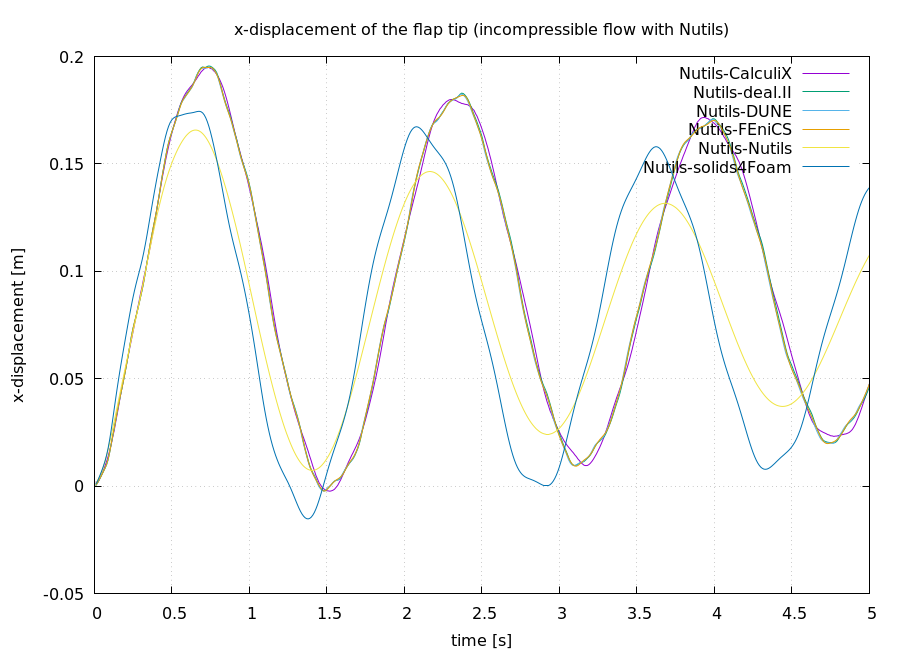 x-displacement of the flap tip (incompressible flow with Nutils)
Nutils-CalculiX
Nutils-deal.II
Nutils-DUNE
Nutils-FEniCS
Nutils-Nutils
Nutils-solids4Foam
0.2
0.15
0.1
0.05
0
-0.05
x-displacement [m]
0 0.5 1 1.5 2 2.5 3 3.5 4 4.5 5
time [s]